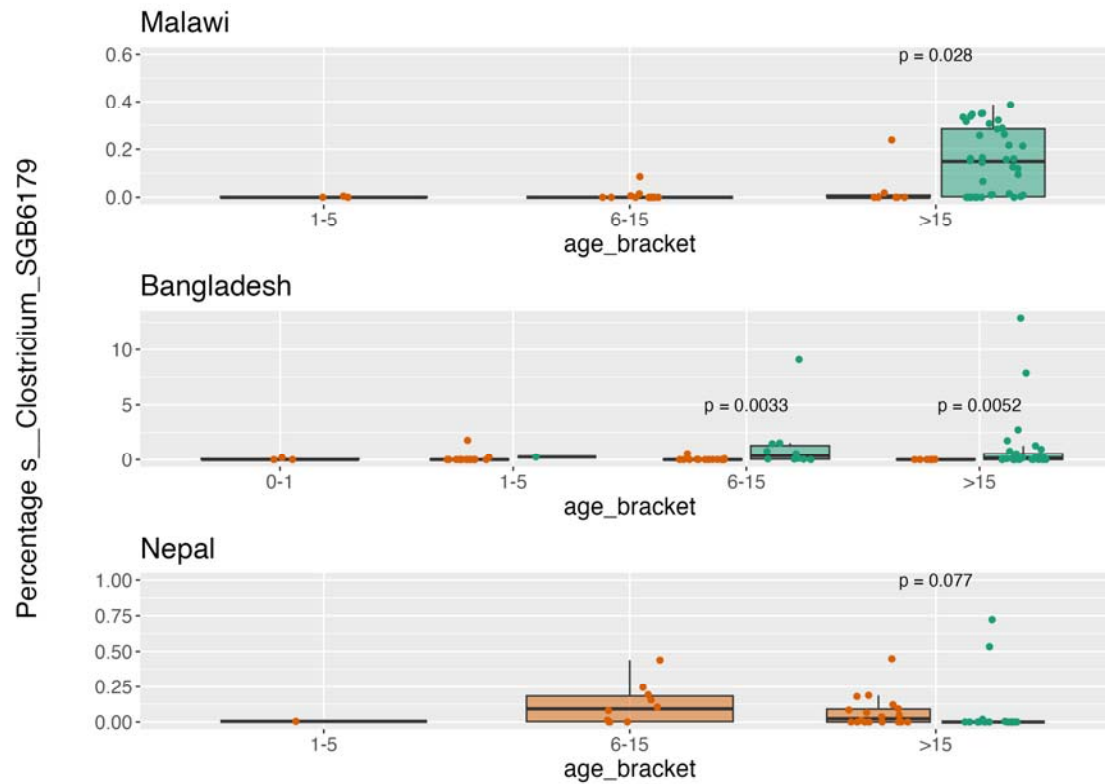 Percentage s__Clostridium_SGB6179
Malawi
0.6
0.4
0.2
0.0
p = 0.028
1-5 6-15 >15
age_bracket
Bangladesh
10
5
0
p = 0.0033 p = 0.0052
0-1 1-5 6-15 >15
age_bracket
Nepal
1.00
0.75
0.50
0.25
0.00
p = 0.077
1-5 6-15 >15
age_bracket